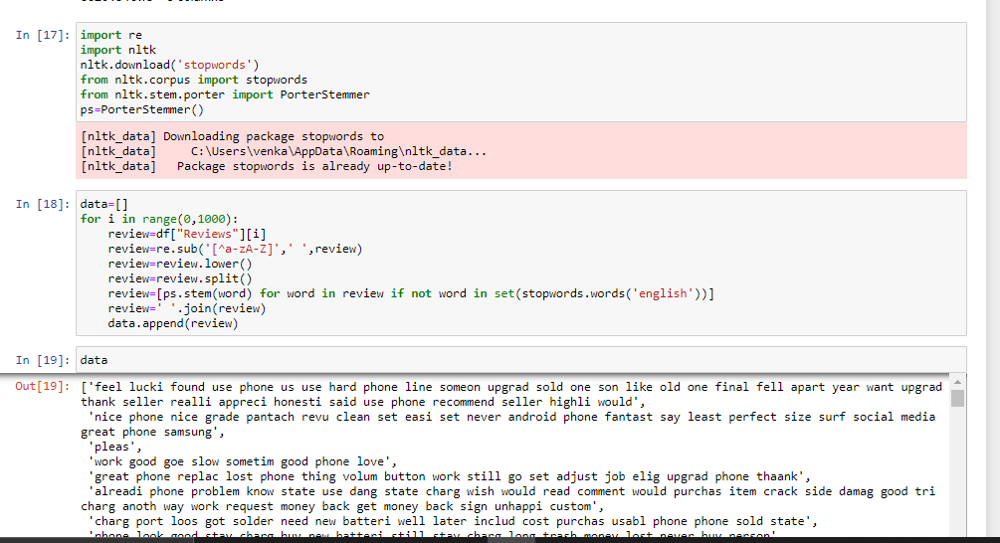 In [17]: import re
import nltk
nltk.download('stopwords')
from nltk.corpus import stopwords
from nltk.stem.porter import PorterStemmer
ps=PorterStemmer()
[nltk_data] Downloading package stopwords to
[nltk_data]     C:\Users\venka\AppData\Roaming\nltk_data...
[nltk_data]   Package stopwords is already up-to-date!
In [18]: data=[]
for i in range(0,1000):
    review=df["Reviews"][i]
    review=re.sub('[^a-zA-Z]',' ',review)
    review=review.lower()
    review=review.split()
    review=[ps.stem(word) for word in review if not word in set(stopwords.words('english'))]
    review=' '.join(review)
    data.append(review)
In [19]: data
Out[19]: ['feel lucki found use phone us use hard phone line someon upgrad sold one son like old one final fell apart year want upgrad
thank seller realli appreci honesti said use phone recommend seller highli would',
 'nice phone nice grade pantach revu clean set easi set never android phone fantast say least perfect size surf social media
great phone samsung',
 'pleas',
 'work good goe slow sometim good phone love',
 'great phone replac lost phone thing volum button work still go set adjust job elig upgrad phone thaank',
 'alreadi phone problem know state use dang state charg wish would read comment would purchas item crack side damag good tri
charg anoth way work request money back get money back sign unhappi custom',
 'charg port loos got solder need new batteri well later includ cost purchas usabl phone phone sold state',
 'phone look good stay charg buy new batteri still stay charg long trash money lost never buy person'